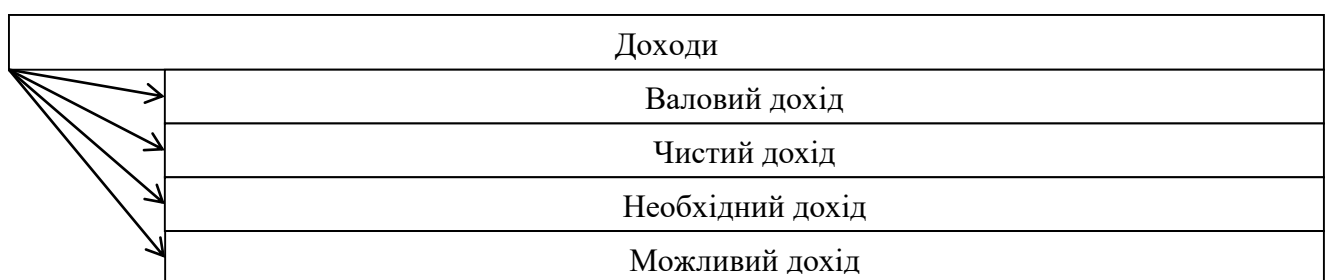 Доходи
Валовий дохід
Чистий дохід
Необхідний дохід
Можливий дохід